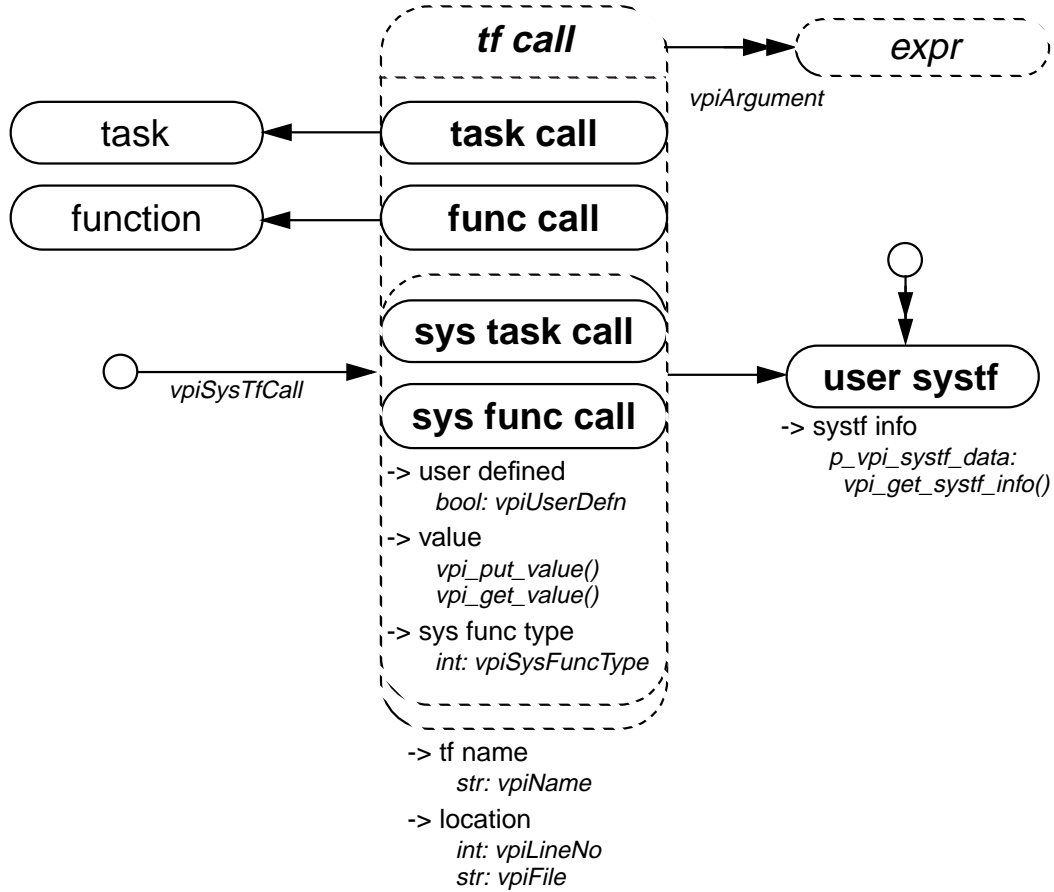 tf call
expr
vpiArgument
task
task call
function
func call
sys task call
vpiSysTfCall
user systf
sys func call
-> systf info
p_vpi_systf_data:
vpi_get_systf_info()
-> user defined
bool: vpiUserDefn
-> value
vpi_put_value()
vpi_get_value()
-> sys func type
int: vpiSysFuncType
-> tf name
str: vpiName
-> location
int: vpiLineNo
str: vpiFile